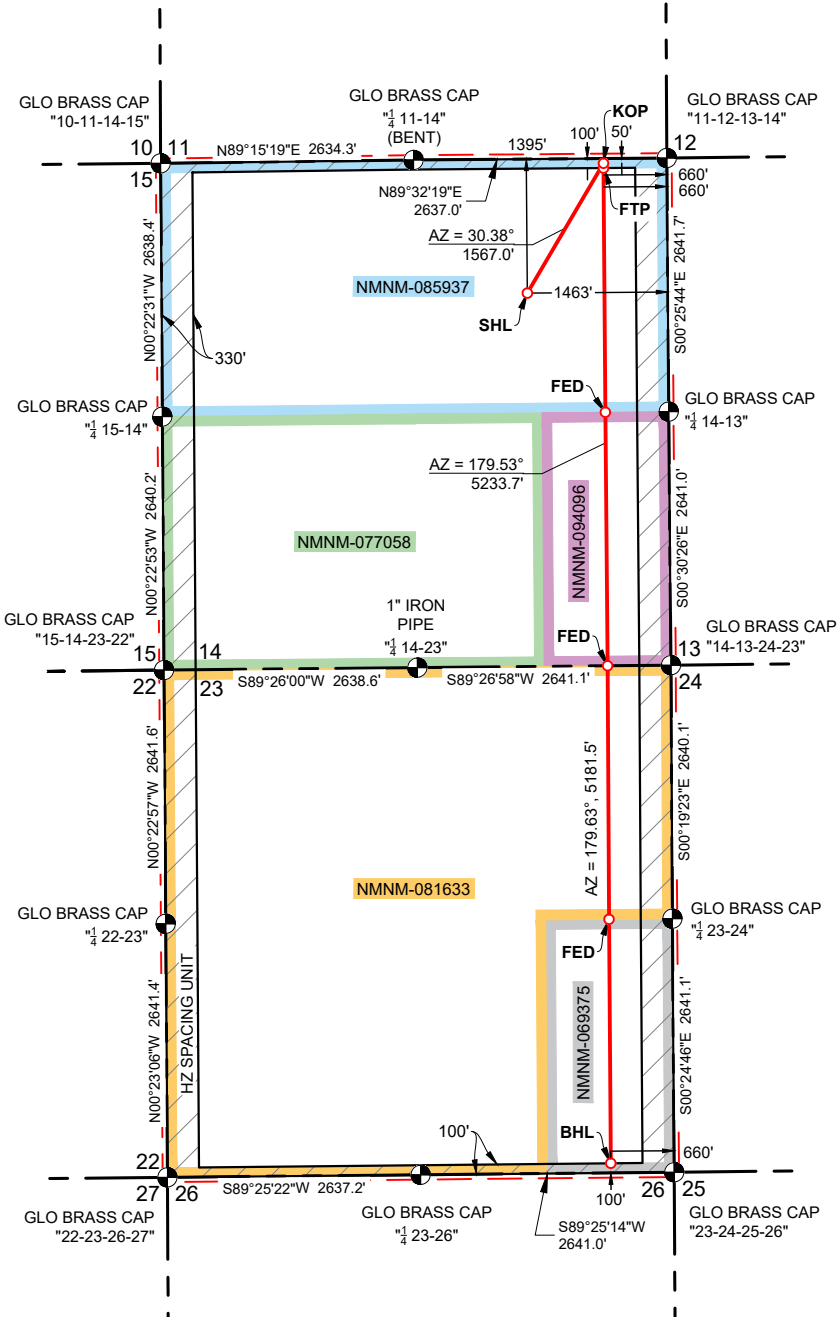 GLO BRASS CAP
"10-11-14-15"
GLO BRASS CAP
"1/4 11-14"
(BENT)
KOP
GLO BRASS CAP
"11-12-13-14"
10 11
15
N89°15'19"E 2634.3'
1395'
100'
50'
12
660'
660'
N89°32'19"E
2637.0'
FTP
AZ = 30.38°
1567.0'
N00°22'31"W 2638.4'
S00°25'44"E 2641.7'
NMNM-085937
1463'
SHL
330'
FED
GLO BRASS CAP
"1/4 15-14"
GLO BRASS CAP
"1/4 14-13"
AZ = 179.53°
5233.7'
N00°22'53"W 2640.2'
NMNM-077058
NMNM-094096
S00°30'26"E 2641.0'
1" IRON
PIPE
"1/4 14-23"
GLO BRASS CAP
"15-14-23-22"
FED
GLO BRASS CAP
"14-13-24-23"
15 14
13
22 23
24
S89°26'00"W 2638.6'
S89°26'58"W 2641.1'
N00°22'57"W 2641.6'
AZ = 179.63°, 5181.5'
S00°19'23"E 2640.1'
NMNM-081633
GLO BRASS CAP
"1/4 22-23"
GLO BRASS CAP
"1/4 23-24"
FED
N00°23'06"W 2641.4'
HZ SPACING UNIT
NMNM-069375
S00°24'46"E 2641.1'
100'
BHL
660'
22
27 26
26 25
S89°25'22"W 2637.2'
100'
GLO BRASS CAP
"22-23-26-27"
GLO BRASS CAP
"1/4 23-26"
S89°25'14"W
2641.0'
GLO BRASS CAP
"23-24-25-26"